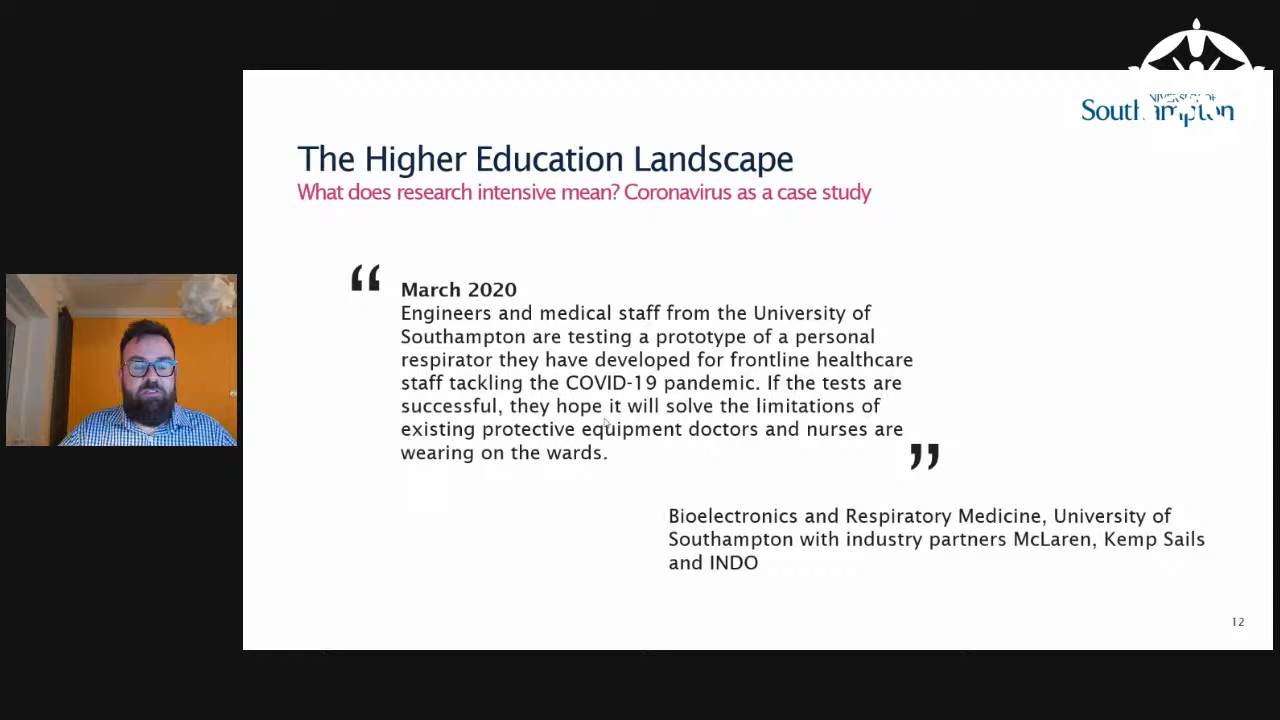 Southampton
The Higher Education Landscape
What does research intensive mean? Coronavirus as a case study
“
March 2020
Engineers and medical staff from the University of
Southampton are testing a prototype of a personal
respirator they have developed for frontline healthcare
staff tackling the COVID-19 pandemic. If the tests are
successful, they hope it will solve the limitations of
existing protective equipment doctors and nurses are
wearing on the wards.
”
Bioelectronics and Respiratory Medicine, University of
Southampton with industry partners McLaren, Kemp Sails
and INDO
12